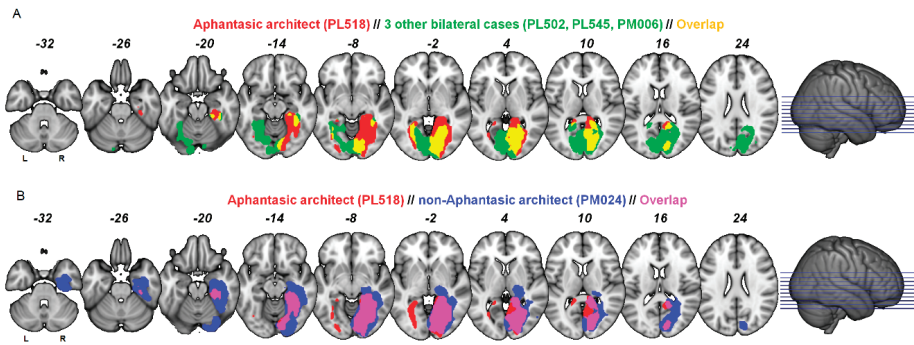 A
Aphantasic architect (PL518) // 3 other bilateral cases (PL502, PL545, PM006) // Overlap
-32 -26 -20 -14 -8 -2 4 10 16 24
L R
B
Aphantasic architect (PL518) // non-Aphantasic architect (PM024) // Overlap
-32 -26 -20 -14 -8 -2 4 10 16 24
L R